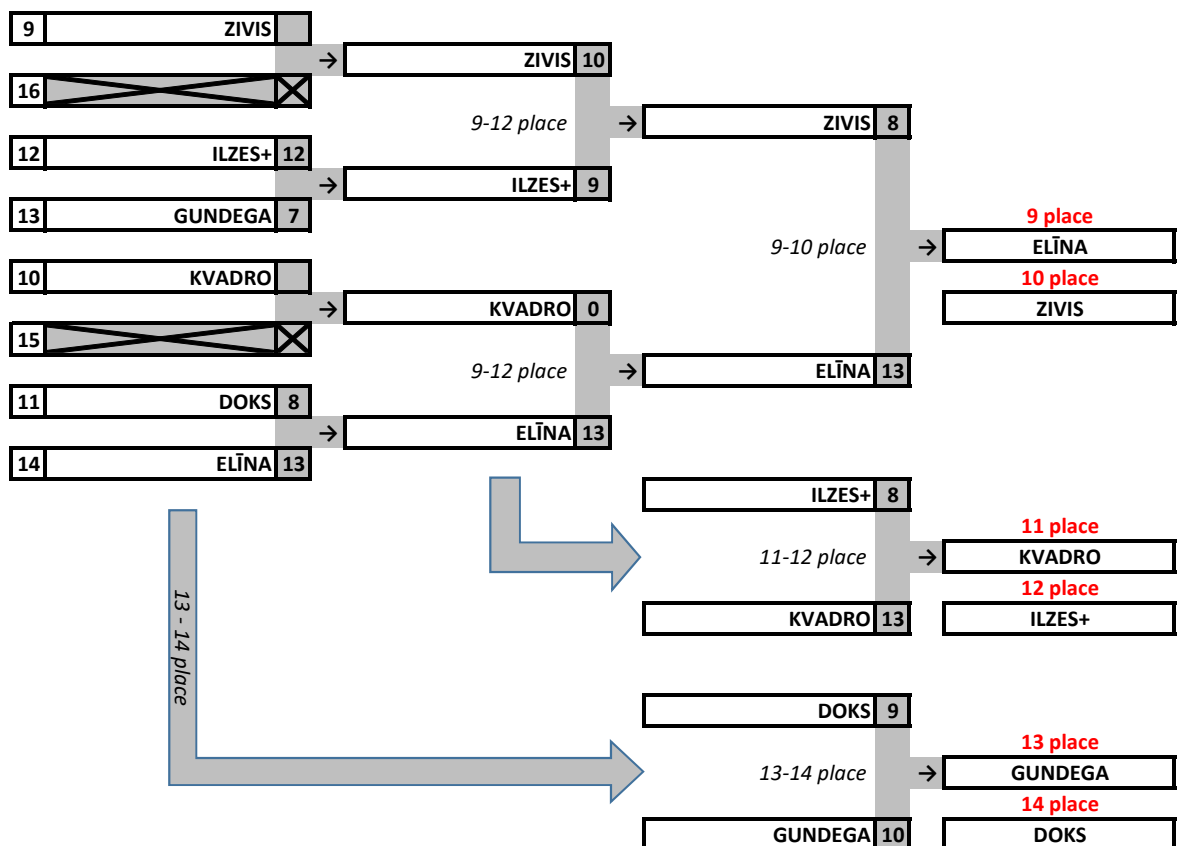 9 ZIVIS
→ ZIVIS 10
16
9-12 place → ZIVIS 8
12 ILZES+ 12
→ ILZES+ 9
13 GUNDEGA 7
9 place
9-10 place → ELĪNA
10 KVADRO
10 place
→ KVADRO 0
ZIVIS
15
9-12 place → ELĪNA 13
11 DOKS 8
→ ELĪNA 13
14 ELĪNA 13
ILZES+ 8
11 place
11-12 place → KVADRO
12 place
KVADRO 13
ILZES+
13 - 14 place
DOKS 9
13 place
13-14 place → GUNDEGA
14 place
GUNDEGA 10
DOKS